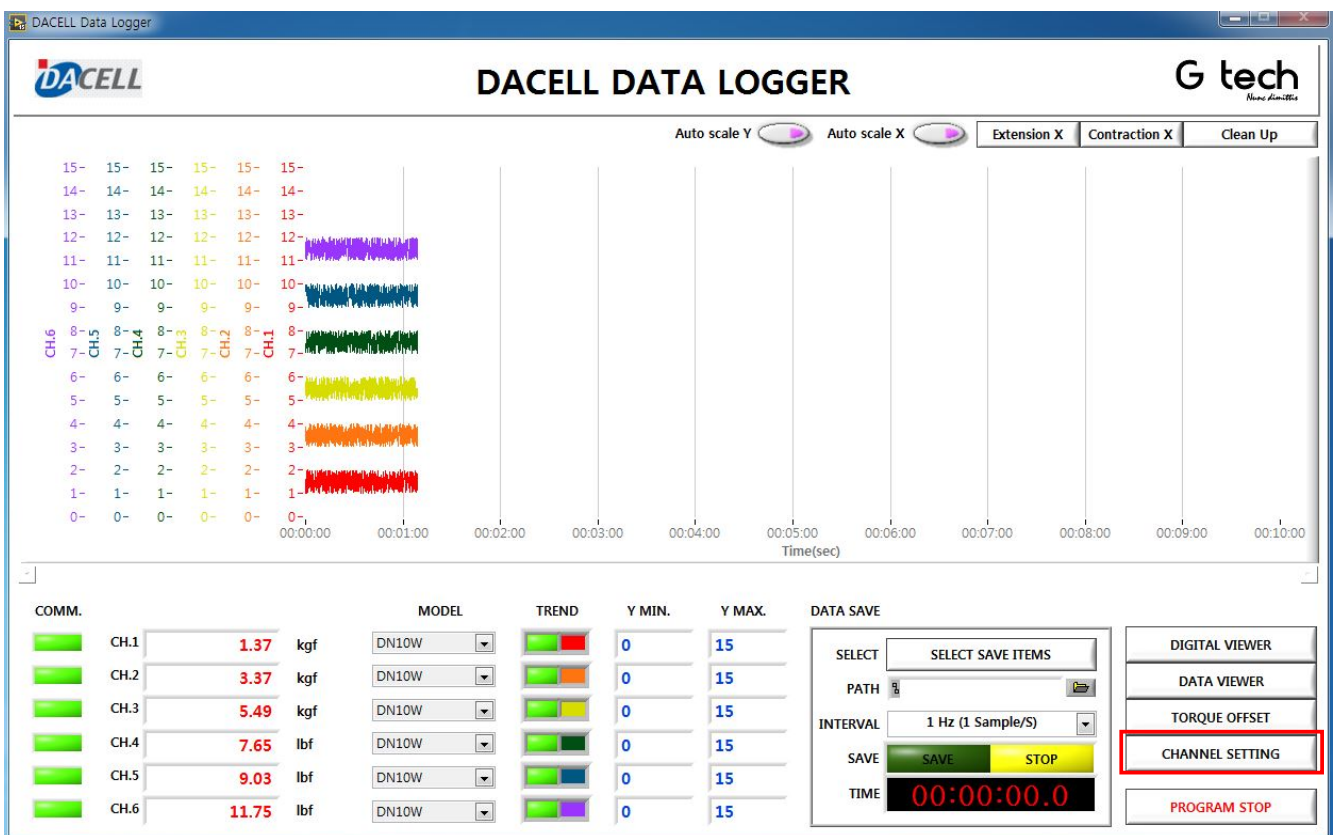 DACELL Data Logger
DACELL DACELL DATA LOGGER G tech
Nunc dimittis
Auto scale Y Auto scale X Extension X Contraction X Clean Up
15 15 15 15 15 15
14 14 14 14 14 14
13 13 13 13 13 13
12 12 12 12 12 12
11 11 11 11 11 11
10 10 10 10 10 10
9 9 9 9 9 9
8 8 8 8 8 8
CH.6 CH.5 CH.4 CH.3 CH.2 CH.1
7 7 7 7 7 7
6 6 6 6 6 6
5 5 5 5 5 5
4 4 4 4 4 4
3 3 3 3 3 3
2 2 2 2 2 2
1 1 1 1 1 1
0 0 0 0 0 0
00:00:00 00:01:00 00:02:00 00:03:00 00:04:00 00:05:00 00:06:00 00:07:00 00:08:00 00:09:00 00:10:00
Time(sec)
COMM. MODEL TREND Y MIN. Y MAX. DATA SAVE
CH.1 1.37 kgf DN10W 0 15 SELECT SELECT SAVE ITEMS DIGITAL VIEWER
CH.2 3.37 kgf DN10W 0 15 PATH DATA VIEWER
CH.3 5.49 kgf DN10W 0 15 INTERVAL 1 Hz (1 Sample/S) TORQUE OFFSET
CH.4 7.65 lbf DN10W 0 15 SAVE SAVE STOP CHANNEL SETTING
CH.5 9.03 lbf DN10W 0 15 TIME 00:00:00.0
CH.6 11.75 lbf DN10W 0 15 PROGRAM STOP